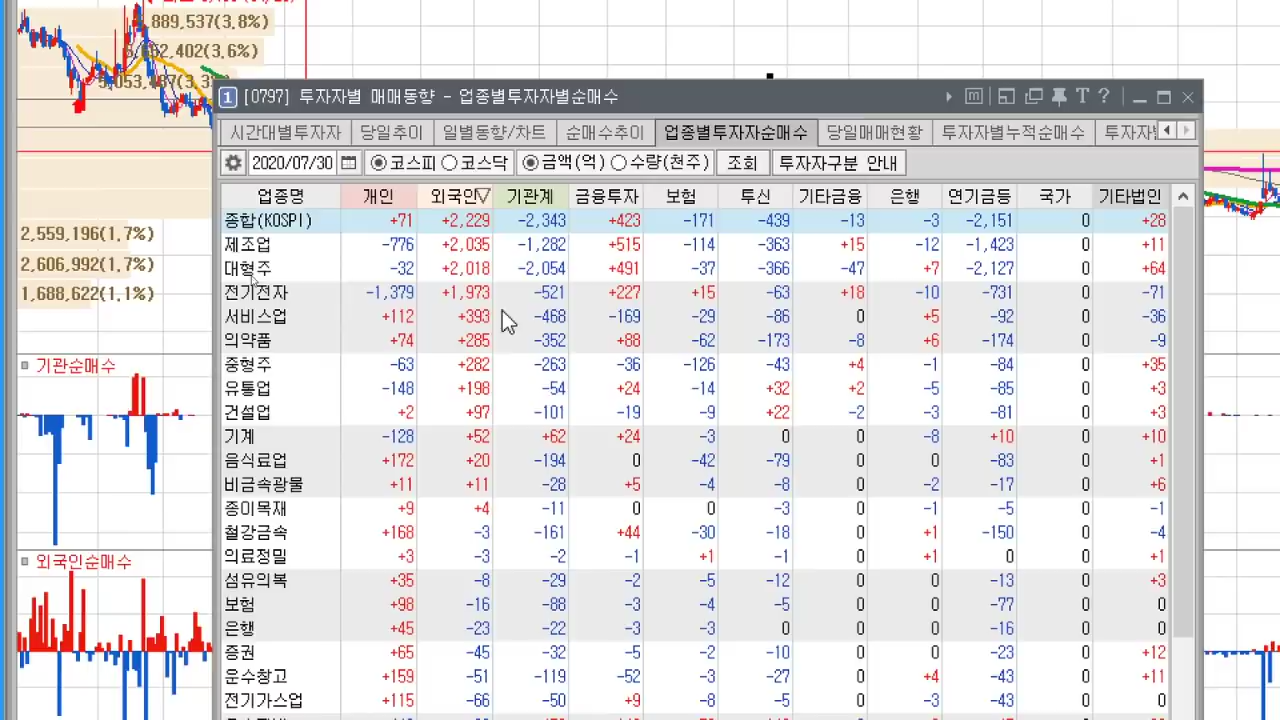 889,537(3.8%)
,402(3.6%)
2,559,196(1.7%)
2,606,992(1.7%)
1,688,622(1.1%)
기관순매수
외국인순매수
1 [0797] 투자자별 매매동향 - 업종별투자자별순매수
시간대별투자자 당일추이 일별동향/차트 순매수추이 업종별투자자순매수 당일매매현황 투자자별누적순매수
2020/07/30 코스피 코스닥 금액(억) 수량(천주) 조회 투자자구분 안내
업종명 개인 외국인▽ 기관계 금융투자 보험 투신 기타금융 은행 연기금등 국가 기타법인
종합(KOSPI) +71 +2,229 -2,343 +423 -171 -439 -13 -3 -2,151 0 +28
제조업 -776 +2,035 -1,282 +515 -114 -363 +15 -12 -1,423 0 +11
대형주 -32 +2,018 -2,054 +491 -37 -366 -47 +7 -2,127 0 +64
전기전자 -1,379 +1,973 -521 +227 +15 -63 +18 -10 -731 0 -71
서비스업 +112 +393 -468 -169 -29 -86 0 +5 -92 0 -36
의약품 +74 +285 -352 +88 -62 -173 -8 +6 -174 0 -9
중형주 -63 +282 -263 -36 -126 -43 +4 -1 -84 0 +35
유통업 -148 +198 -54 +24 -14 +32 +2 -5 -85 0 +3
건설업 +2 +97 -101 -19 -9 +22 -2 -3 -81 0 +3
기계 -128 +52 +62 +24 -3 0 0 -8 +10 0 +10
음식료업 +172 +20 -194 0 -42 -79 0 0 -83 0 +1
비금속광물 +11 +11 -28 +5 -4 -8 0 -2 -17 0 +6
종이목재 +9 +4 -11 0 0 -3 0 -1 -5 0 -1
철강금속 +168 -3 -161 +44 -30 -18 0 +1 -150 0 -4
의료정밀 +3 -3 -2 -1 +1 -1 0 +1 0 0 +1
섬유의복 +35 -8 -29 -2 -5 -12 0 0 -13 0 +3
보험 +98 -16 -88 -3 -4 -5 0 0 -77 0 0
은행 +45 -23 -22 -3 -3 0 0 0 -16 0 0
증권 +65 -45 -32 -5 -2 -10 0 0 -23 0 +12
운수창고 +159 -51 -119 -52 -3 -27 0 +4 -43 0 +11
전기가스업 +115 -66 -50 +9 -8 -5 0 -3 -43 0 0